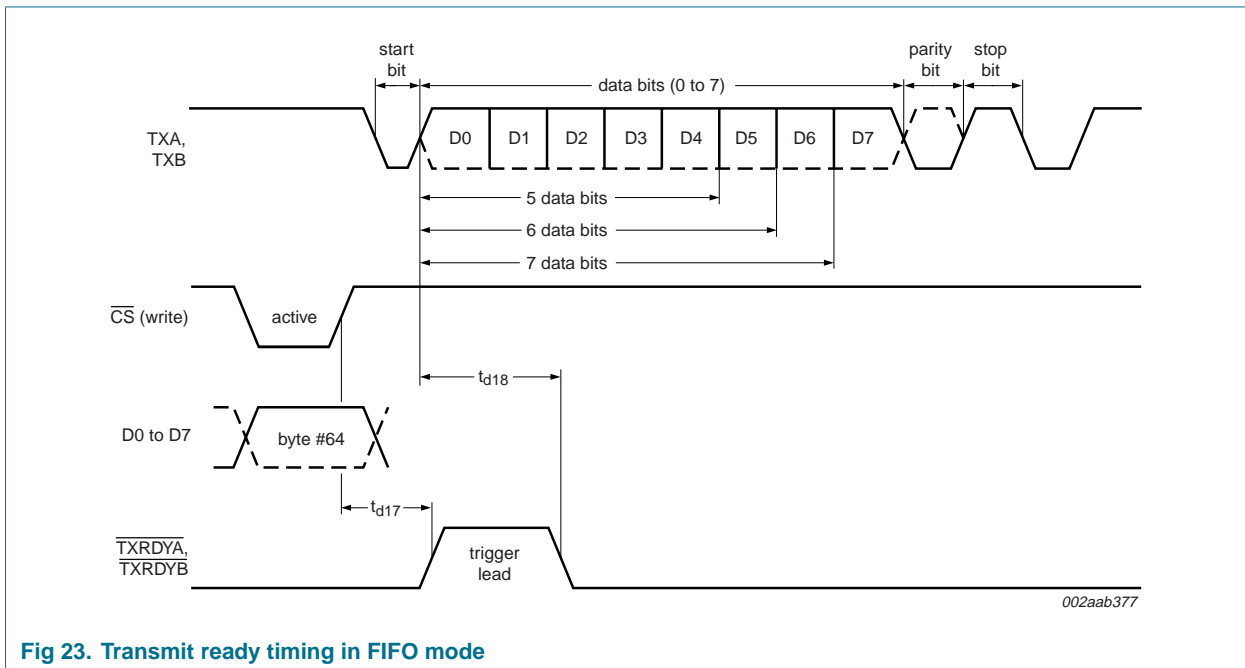 start
bit
data bits (0 to 7)
parity
bit
stop
bit
TXA,
TXB
D0 D1 D2 D3 D4 D5 D6 D7
5 data bits
6 data bits
7 data bits
CS (write)
active
td18
D0 to D7
byte #64
td17
TXRDYA,
TXRDYB
trigger
lead
002aab377
Fig 23. Transmit ready timing in FIFO mode